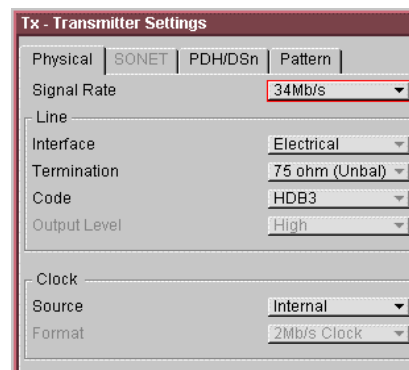 Tx - Transmitter Settings
Physical SONET PDH/DSn Pattern
Signal Rate 34Mb/s
Line
Interface Electrical
Termination 75 ohm (Unbal)
Code HDB3
Output Level High
Clock
Source Internal
Format 2Mb/s Clock